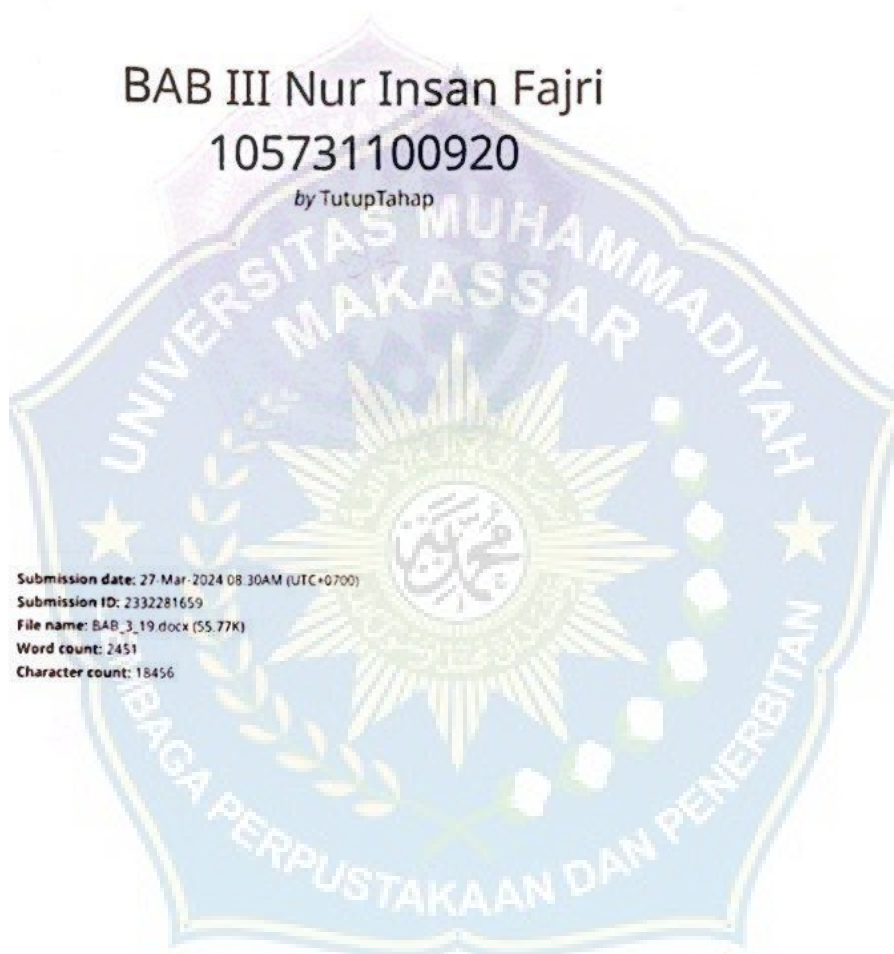 BAB III Nur Insan Fajri
105731100920
by TutupTahap
UNIVERSITAS MUHAMMADIYAH
MAKASSAR
Submission date: 27-Mar-2024 08:30AM (UTC+0700)
Submission ID: 2332281659
File name: BAB_3_19.docx (55.77K)
Word count: 2451
Character count: 18456
PERPUSTAKAAN DAN PENERBITAN